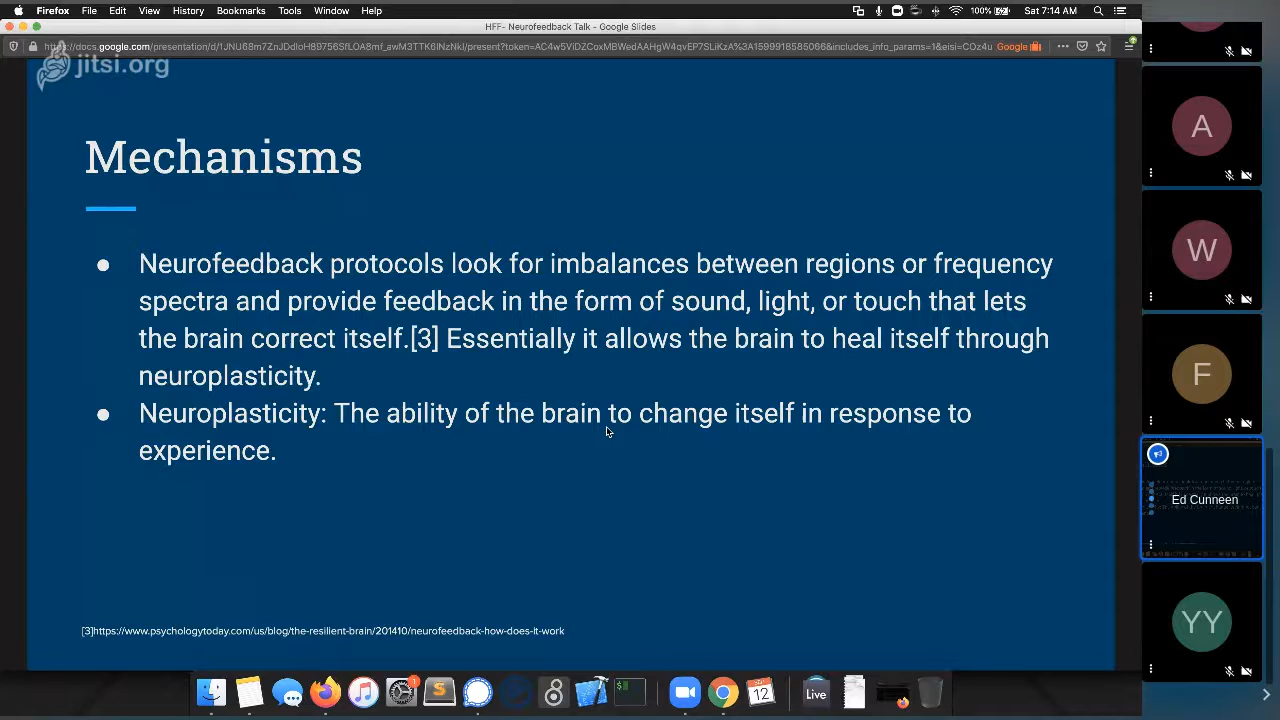 Firefox File Edit View History Bookmarks Tools Window Help 100% Sat 7:14 AM
HFF- Neurofeedback Talk - Google Slides
Google
jitsi.org
Mechanisms
● Neurofeedback protocols look for imbalances between regions or frequency
spectra and provide feedback in the form of sound, light, or touch that lets
the brain correct itself.[3] Essentially it allows the brain to heal itself through
neuroplasticity.
● Neuroplasticity: The ability of the brain to change itself in response to
experience.
[3]https://www.psychologytoday.com/us/blog/the-resilient-brain/201410/neurofeedback-how-does-it-work
A
W
F
Ed Cunneen
YY
1
8
$
12
Live